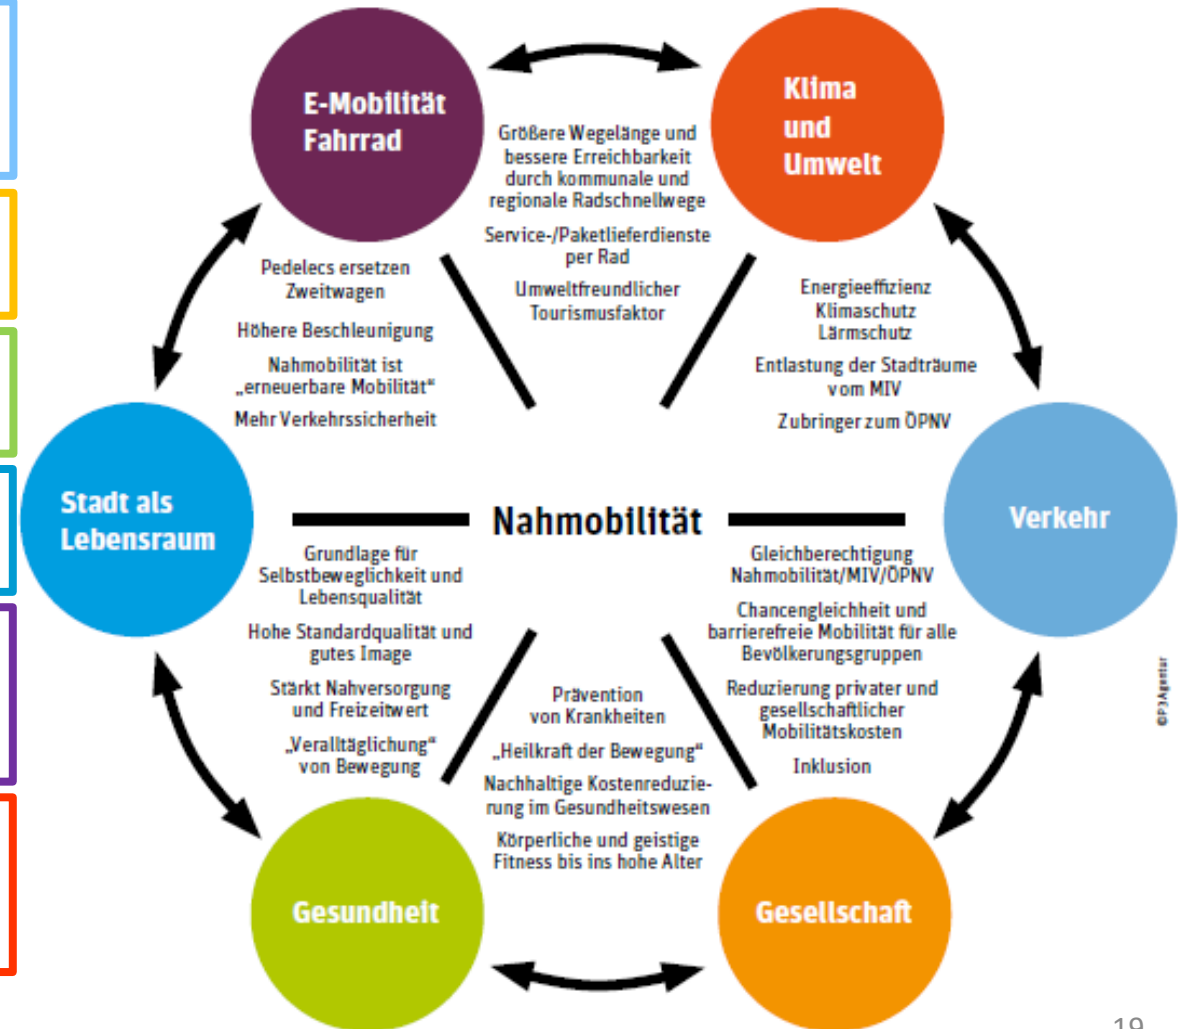 E-Mobilität
Fahrrad
Klima
und
Umwelt
Größere Wegelänge und
bessere Erreichbarkeit
durch kommunale und
regionale Radschnellwege
Service-/Paketlieferdienste
per Rad
Umweltfreundlicher
Tourismusfaktor
Pedelecs ersetzen
Zweitwagen
Höhere Beschleunigung
Nahmobilität ist
„erneuerbare Mobilität“
Mehr Verkehrssicherheit
Energieeffizienz
Klimaschutz
Lärmschutz
Entlastung der Stadträume
vom MIV
Zubringer zum ÖPNV
Stadt als
Lebensraum
Nahmobilität
Verkehr
Grundlage für
Selbstbeweglichkeit und
Lebensqualität
Hohe Standardqualität und
gutes Image
Stärkt Nahversorgung
und Freizeitwert
„Veralltäglichung“
von Bewegung
Gleichberechtigung
Nahmobilität/MIV/ÖPNV
Chancengleichheit und
barrierefreie Mobilität für alle
Bevölkerungsgruppen
Reduzierung privater und
gesellschaftlicher
Mobilitätskosten
Inklusion
Prävention
von Krankheiten
„Heilkraft der Bewegung“
Nachhaltige Kostenreduzie-
rung im Gesundheitswesen
Körperliche und geistige
Fitness bis ins hohe Alter
Gesundheit
Gesellschaft
©P3Agentur
19